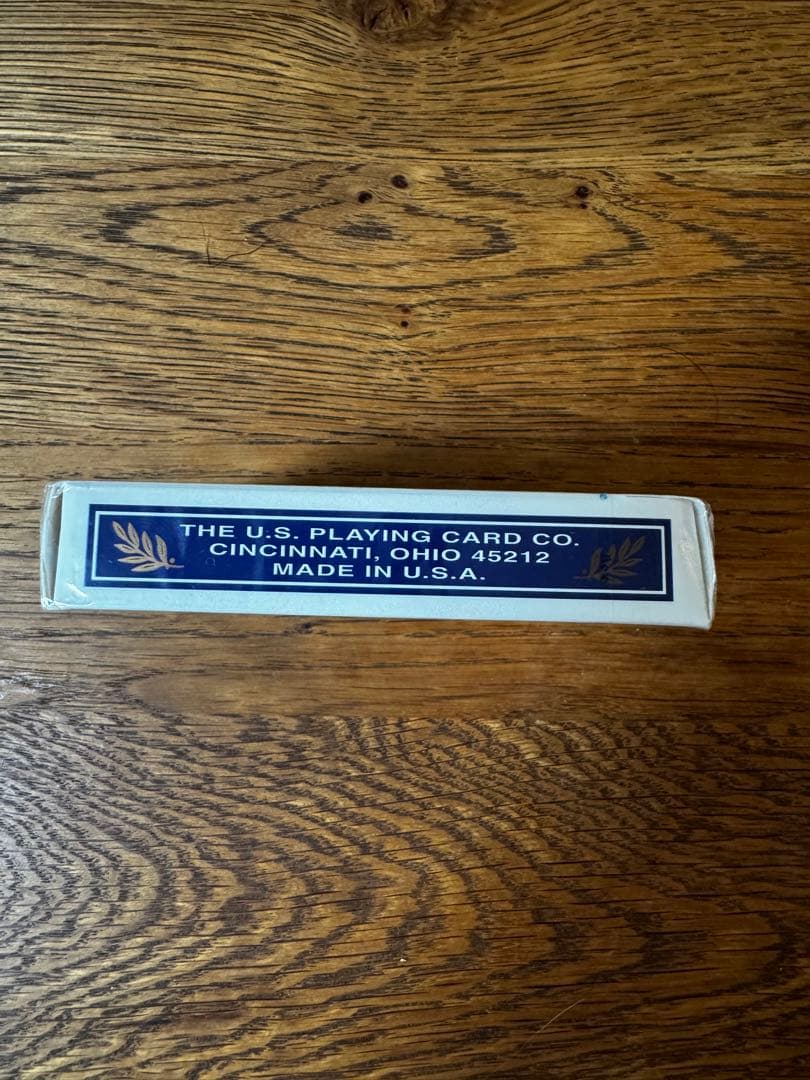 THE U.S. PLAYING CARD CO.
CINCINNATI, OHIO 45212
MADE IN U.S.A.